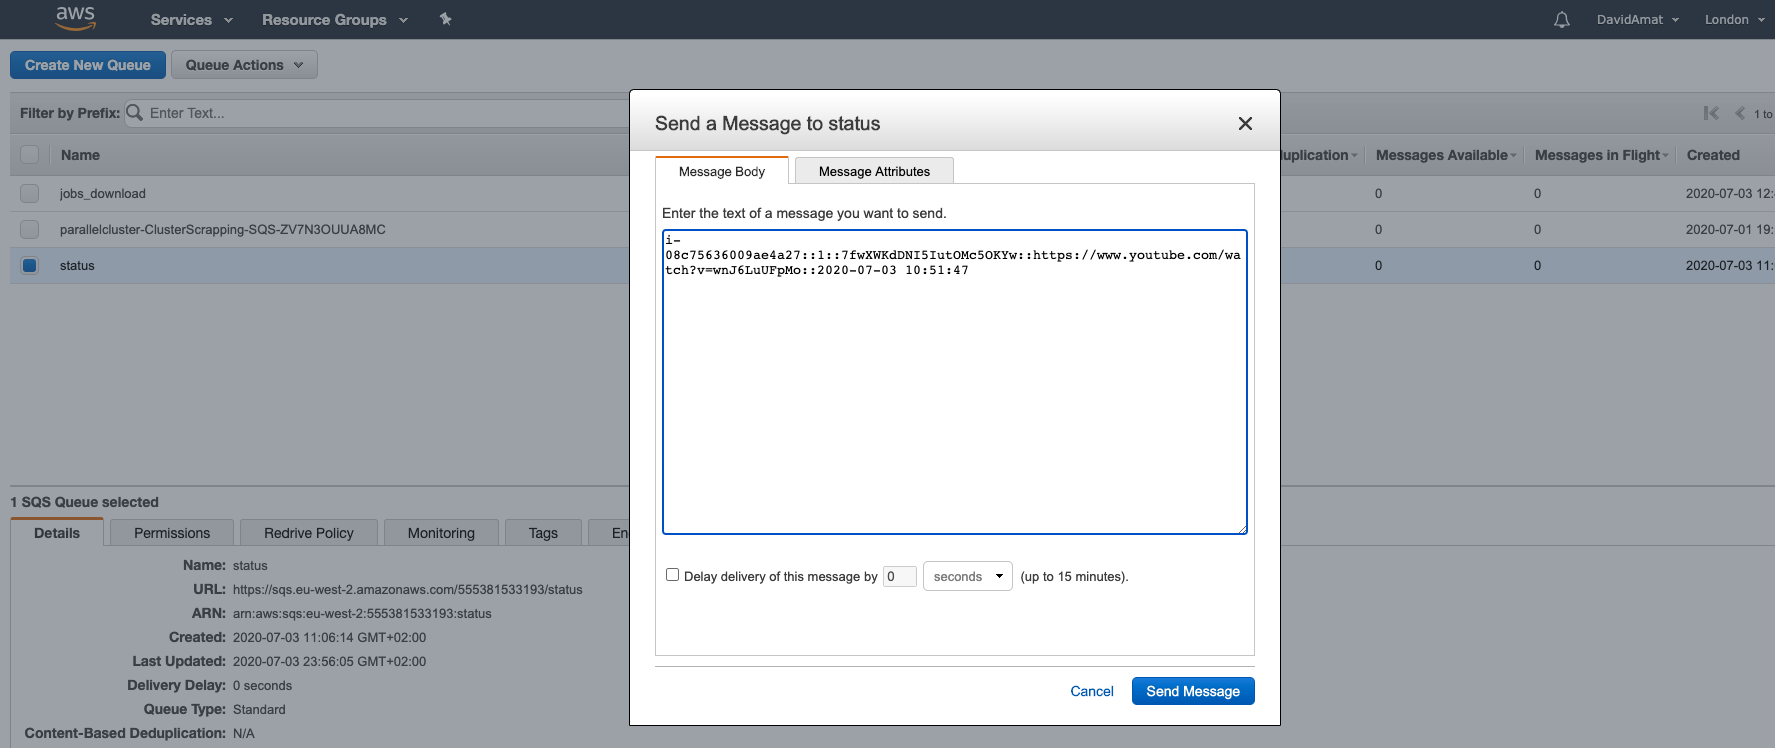 aws Services Resource Groups DavidAmat London
Create New Queue Queue Actions
Filter by Prefix: Enter Text... 1 to
Name uplication Messages Available Messages in Flight Created
jobs_download 0 0 2020-07-03 12:
parallelcluster-ClusterScrapping-SQS-ZV7N3OUUA8MC 0 0 2020-07-01 19:
status 0 0 2020-07-03 11:
Send a Message to status
Message Body Message Attributes
Enter the text of a message you want to send.
i-
08c75636009ae4a27::1::7fwXWKdDNI5IutOMc5OKYw::https://www.youtube.com/wa
tch?v=wnJ6LuUFpMo::2020-07-03 10:51:47
Delay delivery of this message by 0 seconds (up to 15 minutes).
Cancel Send Message
1 SQS Queue selected
Details Permissions Redrive Policy Monitoring Tags En
Name: status
URL: https://sqs.eu-west-2.amazonaws.com/555381533193/status
ARN: arn:aws:sqs:eu-west-2:555381533193:status
Created: 2020-07-03 11:06:14 GMT+02:00
Last Updated: 2020-07-03 23:56:05 GMT+02:00
Delivery Delay: 0 seconds
Queue Type: Standard
Content-Based Deduplication: N/A